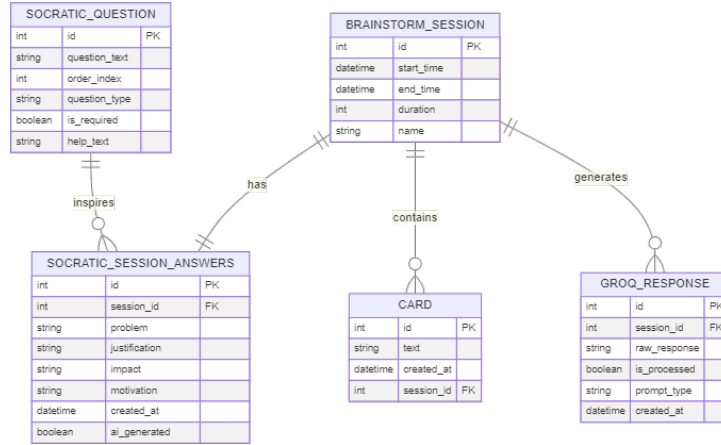 SOCRATIC_QUESTION
int id PK
string question_text
int order_index
string question_type
boolean is_required
string help_text
BRAINSTORM_SESSION
int id PK
datetime start_time
datetime end_time
int duration
string name
inspires
has
contains
generates
SOCRATIC_SESSION_ANSWERS
int id PK
int session_id FK
string problem
string justification
string impact
string motivation
datetime created_at
boolean ai_generated
CARD
int id PK
string text
datetime created_at
int session_id FK
GROQ_RESPONSE
int id PK
int session_id FK
string raw_response
boolean is_processed
string prompt_type
datetime created_at